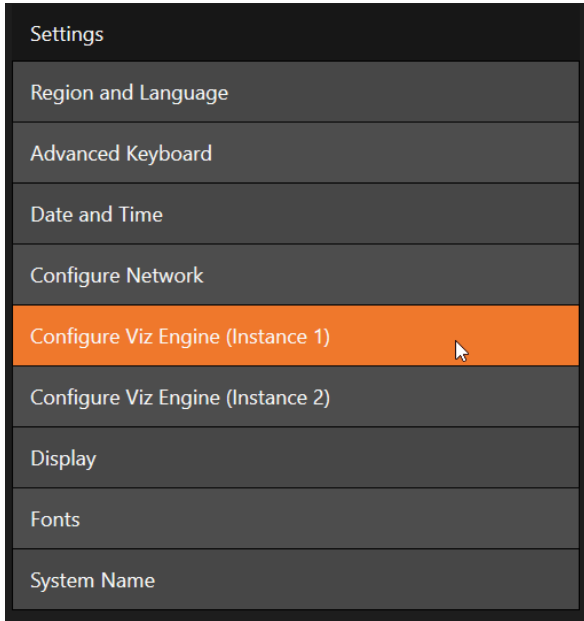 Settings
Region and Language
Advanced Keyboard
Date and Time
Configure Network
Configure Viz Engine (Instance 1)
Configure Viz Engine (Instance 2)
Display
Fonts
System Name